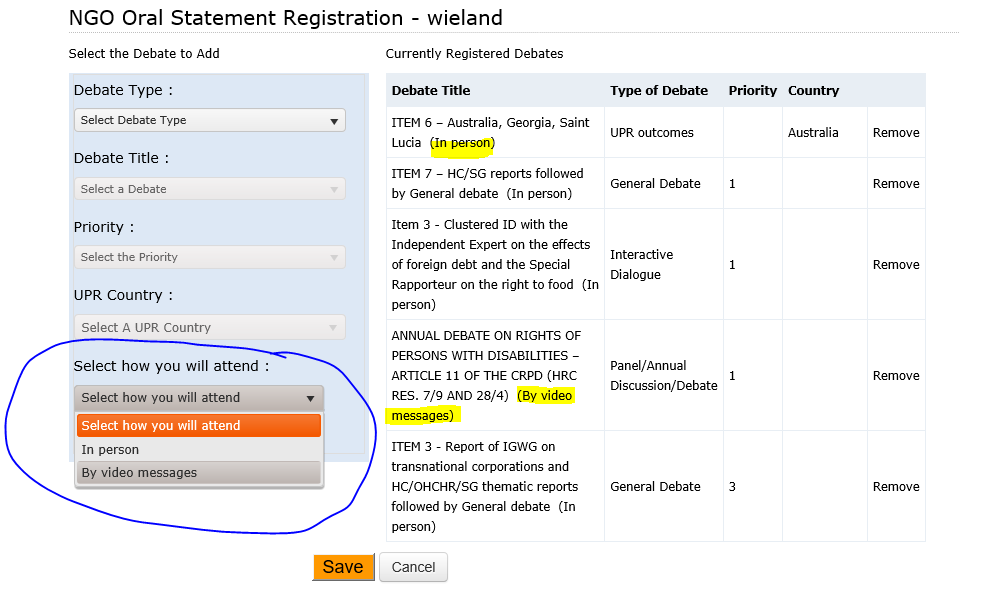 NGO Oral Statement Registration - wieland
Select the Debate to Add
Debate Type :
Select Debate Type
Debate Title :
Select a Debate
Priority :
Select the Priority
UPR Country :
Select A UPR Country
Select how you will attend :
Select how you will attend
Select how you will attend
In person
By video messages
Currently Registered Debates
Debate Title Type of Debate Priority Country
ITEM 6 – Australia, Georgia, Saint
Lucia (In person)
UPR outcomes Australia Remove
ITEM 7 – HC/SG reports followed
by General debate (In person)
General Debate 1 Remove
Item 3 - Clustered ID with the
Independent Expert on the effects
of foreign debt and the Special
Rapporteur on the right to food (In
person)
Interactive
Dialogue
1 Remove
ANNUAL DEBATE ON RIGHTS OF
PERSONS WITH DISABILITIES –
ARTICLE 11 OF THE CRPD (HRC
RES. 7/9 AND 28/4) (By video
messages)
Panel/Annual
Discussion/Debate
1 Remove
ITEM 3 - Report of IGWG on
transnational corporations and
HC/OHCHR/SG thematic reports
followed by General debate (In
person)
General Debate 3 Remove
Save Cancel